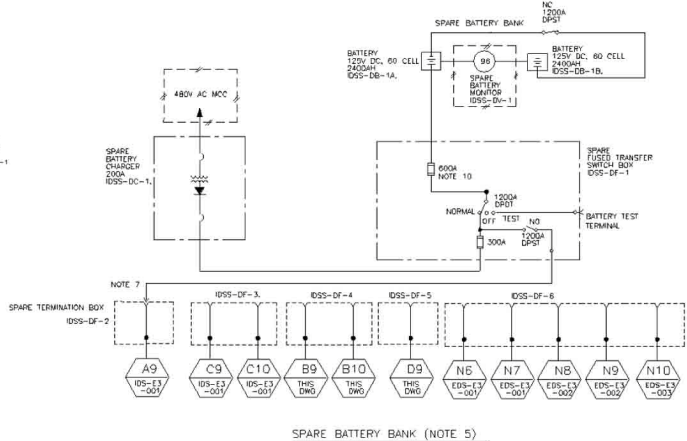 NC
1200A
DPST
SPARE BATTERY BANK
BATTERY
125V DC, 60 CELL
2400AH
IDSS-DB-1A.
96
SPARE
BATTERY
MONITOR
IDSS-DV-1
BATTERY
125V DC, 60 CELL
2400AH
IDSS-DB-1B.
480V AC MCC
-1
SPARE
BATTERY
CHARGER
200A
IDSS-DC-1.
600A
NOTE 10
SPARE
FUSED TRANSFER
SWITCH BOX
IDSS-DF-1
1200A
DPDT
NORMAL
OFF
TEST
BATTERY TEST
TERMINAL
NO
1200A
DPST
300A
NOTE 7
SPARE TERMINATION BOX
IDSS-DF-2
IDSS-DF-3.
IDSS-DF-4
IDSS-DF-5
IDSS-DF-6
A9
IDS-E3
-001
C9
IDS-E3
-001
C10
IDS-E3
-001
B9
THIS
DWG
B10
THIS
DWG
D9
THIS
DWG
N6
EDS-E3
-001
N7
EDS-E3
-001
N8
EDS-E3
-002
N9
EDS-E3
-002
N10
EDS-E3
-003
SPARE BATTERY BANK (NOTE 5)